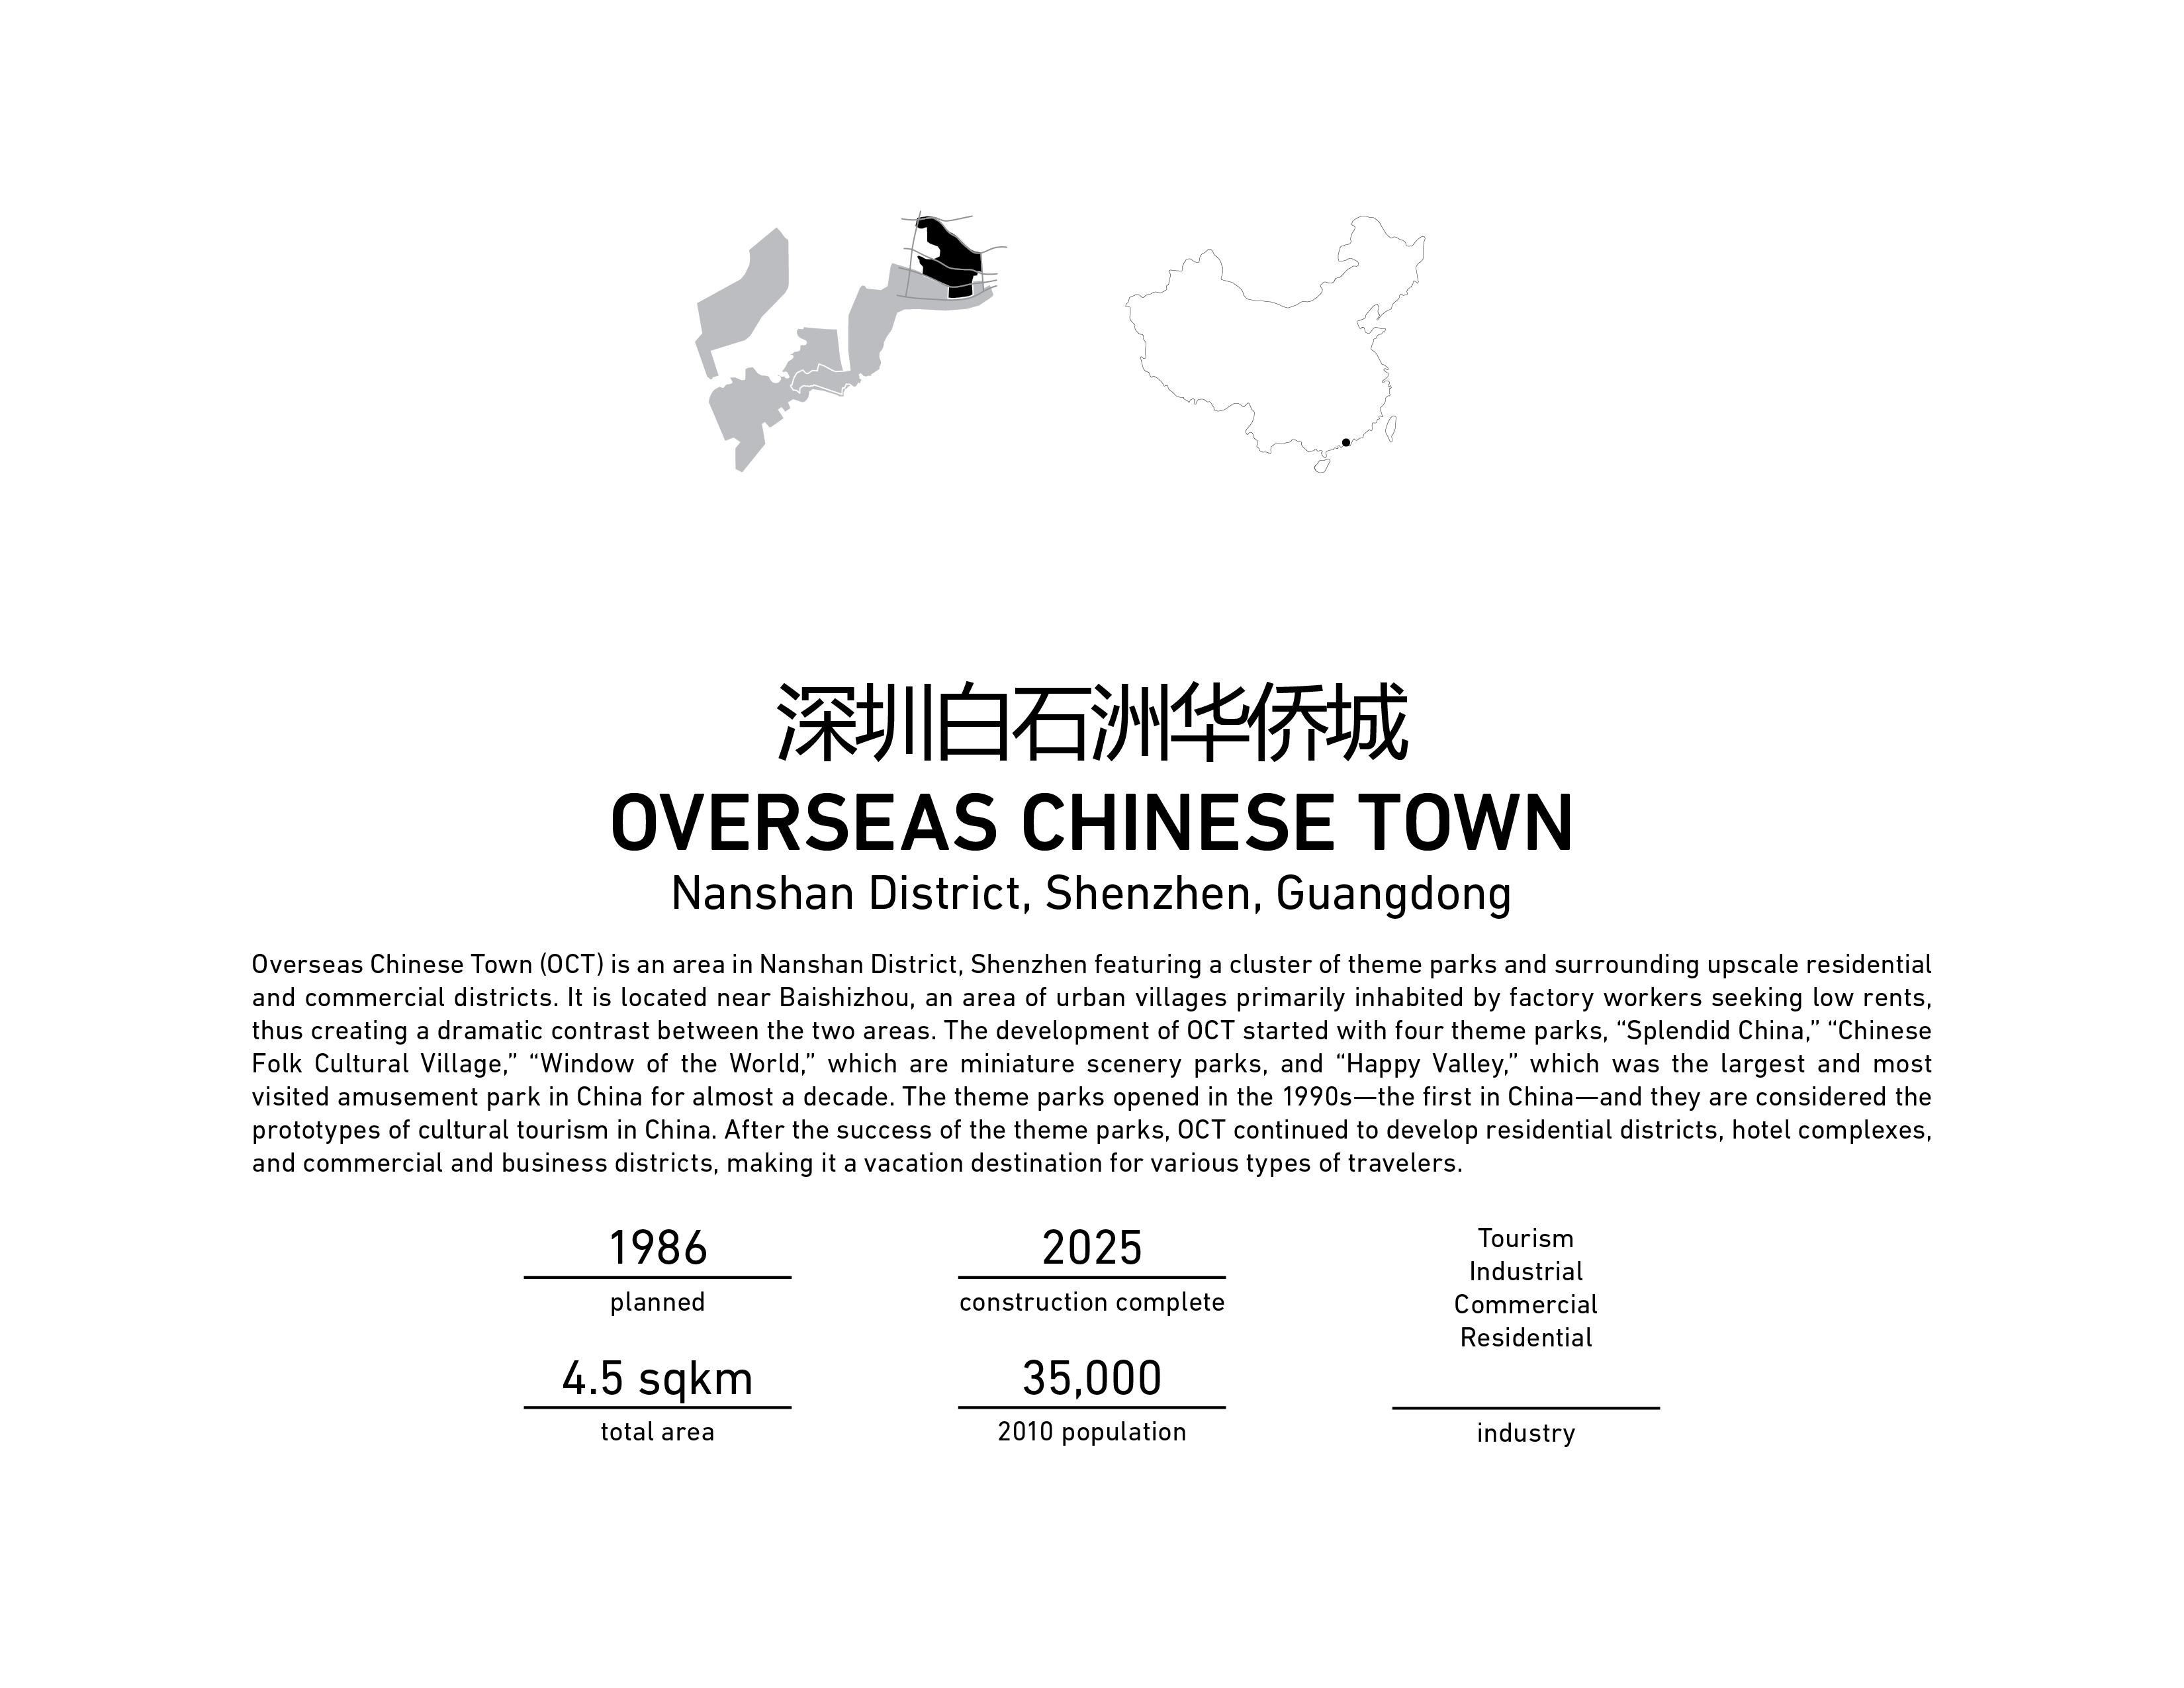 深圳白石洲华侨城
OVERSEAS CHINESE TOWN
Nanshan District, Shenzhen, Guangdong
Overseas Chinese Town (OCT) is an area in Nanshan District, Shenzhen featuring a cluster of theme parks and surrounding upscale residential
and commercial districts. It is located near Baishizhou, an area of urban villages primarily inhabited by factory workers seeking low rents,
thus creating a dramatic contrast between the two areas. The development of OCT started with four theme parks, “Splendid China,” “Chinese
Folk Cultural Village,” “Window of the World,” which are miniature scenery parks, and “Happy Valley,” which was the largest and most
visited amusement park in China for almost a decade. The theme parks opened in the 1990s—the first in China—and they are considered the
prototypes of cultural tourism in China. After the success of the theme parks, OCT continued to develop residential districts, hotel complexes,
and commercial and business districts, making it a vacation destination for various types of travelers.
1986
planned
2025
construction complete
4.5 sqkm
total area
35,000
2010 population
Tourism
Industrial
Commercial
Residential
industry